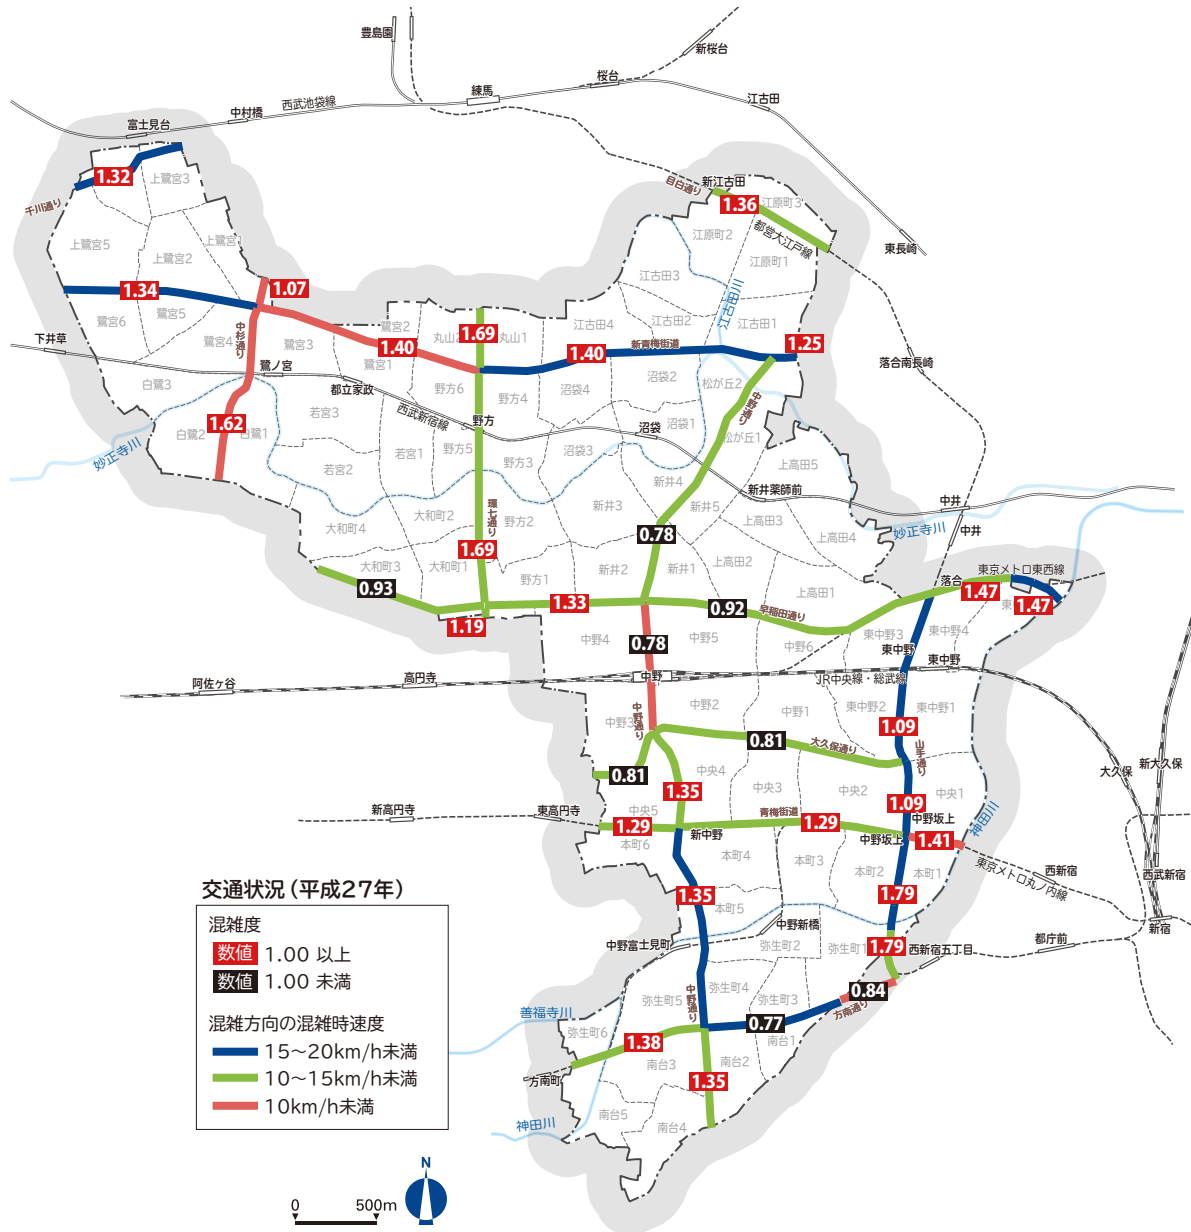 豊島園
新桜台
桜台
練馬
江古田
西武池袋線
中村橋
富士見台
1.32
上鷺宮3
千川通り
新江古田
目白通り
1.36
江原町3
都営大江戸線
東長崎
上鷺宮5
上鷺宮1
上鷺宮2
江原町2
江原町1
江古田3
江古田川
1.34
1.07
鷺宮6
鷺宮5
鷺宮4
中杉通り
鷺宮3
鷺宮2
1.40
鷺宮1
丸山2
1.69
丸山1
江古田4
江古田2
江古田1
新青梅街道
1.40
1.25
下井草
鷺ノ宮
都立家政
落合南長崎
白鷺3
野方6
野方4
沼袋4
沼袋2
松が丘2
中野通り
若宮3
西武新宿線
野方
沼袋
沼袋1
松が丘1
1.62
白鷺2
白鷺1
妙正寺川
若宮2
若宮1
野方5
野方3
沼袋3
上高田5
新井4
新井薬師前
環七通り
大和町4
大和町2
野方2
新井3
新井5
上高田3
上高田4
中井
妙正寺川
中井
0.78
大和町3
大和町1
1.69
野方1
新井2
新井1
上高田2
上高田1
東京メトロ東西線
落合
0.93
1.33
0.92
早稲田通り
1.47
1.47
1.19
中野4
0.78
中野5
中野6
東中野3
東中野4
東中野
東中野
阿佐ケ谷
高円寺
中野
JR中央線・総武線
中野3
中野通り
中野2
中野1
東中野2
東中野1
1.09
山手通り
0.81
大久保通り
大久保
新大久保
0.81
中央4
中央3
中央2
1.35
1.09
中央1
新高円寺
東高円寺
中央5
青梅街道
1.29
1.29
中野坂上
中野坂上
神田川
新中野
1.41
本町6
本町4
本町3
本町2
本町1
東京メトロ丸ノ内線
西新宿
西武新宿
1.35
本町5
1.79
中野新橋
新宿
中野富士見町
弥生町2
弥生町1
1.79
西新宿五丁目
都庁前
弥生町5
中野通り
弥生町4
弥生町3
0.84
方南通り
善福寺川
弥生町6
0.77
南台1
1.38
南台3
南台2
方南町
1.35
南台5
南台4
神田川
交通状況（平成27年）
混雑度
数値 1.00 以上
数値 1.00 未満
混雑方向の混雑時速度
15～20km/h未満
10～15km/h未満
10km/h未満
N
0 500m